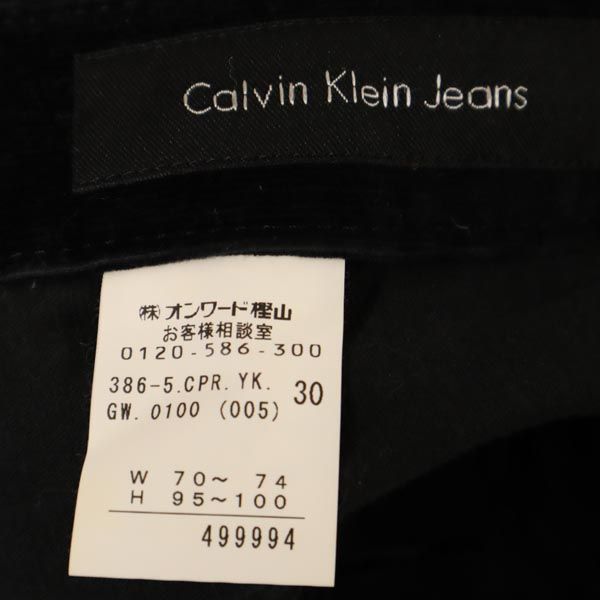 Calvin Klein Jeans
㈱オンワード樫山
お客様相談室
0120-586-300
386-5.CPR.YK. 30
GW.0100 (005)
W 70～ 74
H 95～100
499994